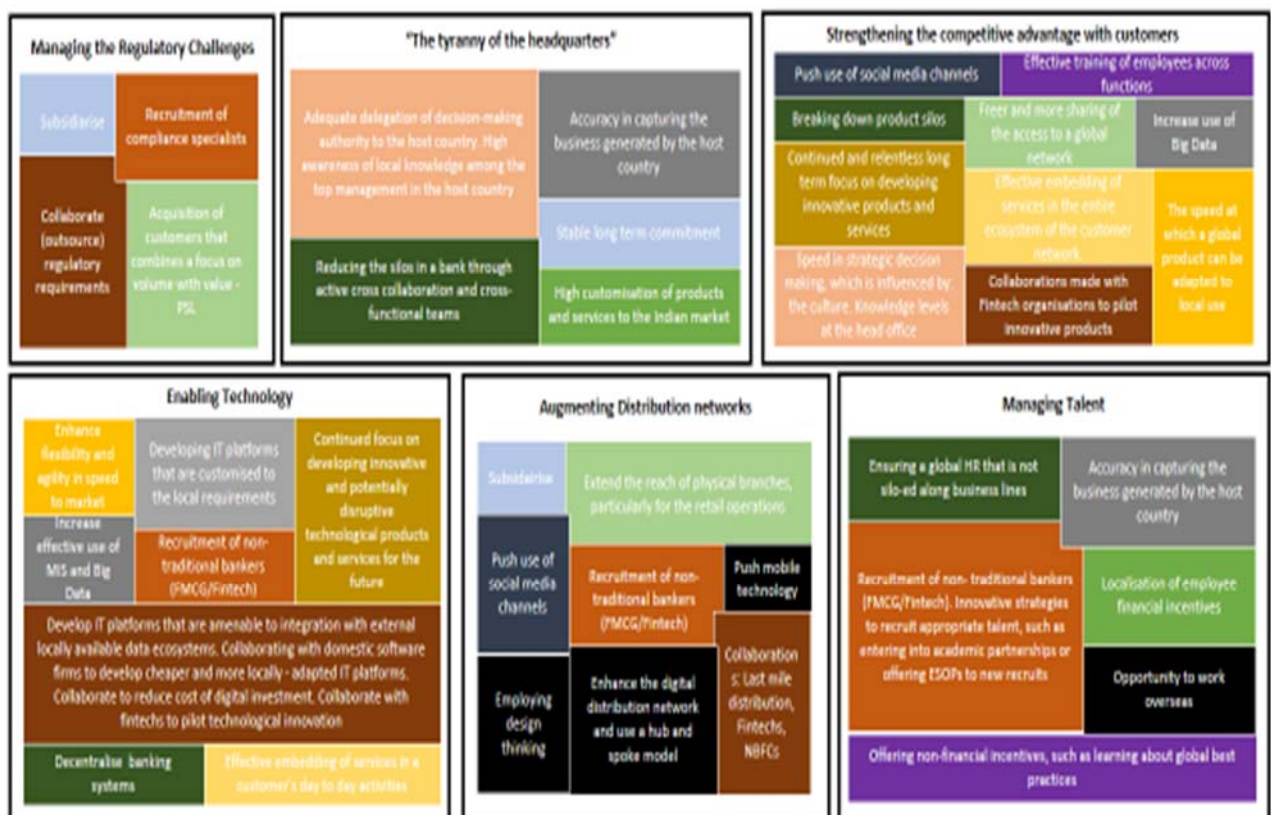 Managing the Regulatory Challenges
Subsidiarise
Recruitment of
compliance specialists
Collaborate
(outsource)
regulatory
requirements
Acquisition of
customers that
combines a focus on
volume with value -
PSL
"The tyranny of the headquarters"
Adequate delegation of decision-making
authority to the host country. High
awareness of local knowledge among the
top management in the host country
Accuracy in capturing the
business generated by the host
country
Stable long term commitment
Reducing the silos in a bank through
active cross collaboration and cross-
functional teams
High customisation of products
and services to the Indian market
Strengthening the competitive advantage with customers
Push use of social media channels
Effective training of employees across
functions
Breaking down product silos
Freer and more sharing of
the access to a global
network
Increase use of
Big Data
Continued and relentless long
term focus on developing
innovative products and
services
Effective embedding of
services in the entire
ecosystem of the customer
network.
The speed at
which a global
product can be
adapted to
local use
Speed in strategic decision
making, which is influenced by
the culture. Knowledge levels
at the head office
Collaborations made with
Fintech organisations to pilot
innovative products
Enabling Technology
Enhance
flexibility and
agility in speed
to market
Developing IT platforms
that are customised to
the local requirements
Continued focus on
developing innovative
and potentially
disruptive
technological products
and services for the
future
Increase
effective use of
MIS and Big
Data
Recruitment of non-
traditional bankers
(FMCG/Fintech)
Develop IT platforms that are amenable to integration with external
locally available data ecosystems. Collaborating with domestic software
firms to develop cheaper and more locally - adapted IT platforms.
Collaborate to reduce cost of digital investment. Collaborate with
fintechs to pilot technological innovation
Decentralise banking
systems
Effective embedding of services in a
customer's day to day activities
Augmenting Distribution networks
Subsidairise
Extend the reach of physical branches,
particularly for the retail operations
Push use of
social media
channels
Recruitment of non-
traditional bankers
(FMCG/Fintech)
Push mobile
technology
Employing
design
thinking
Enhance the digital
distribution network
and use a hub and
spoke model
Collaboration
s: Last mile
distribution,
Fintechs,
NBFCs
Managing Talent
Ensuring a global HR that is not
silo-ed along business lines
Accuracy in capturing the
business generated by the host
country
Recruitment of non- traditional bankers
(FMCG/Fintech). Innovative strategies
to recruit appropriate talent, such as
entering into academic partnerships or
offering ESOPs to new recruits
Localisation of employee
financial incentives
Opportunity to work
overseas
Offering non-financial incentives, such as learning about global best
practices